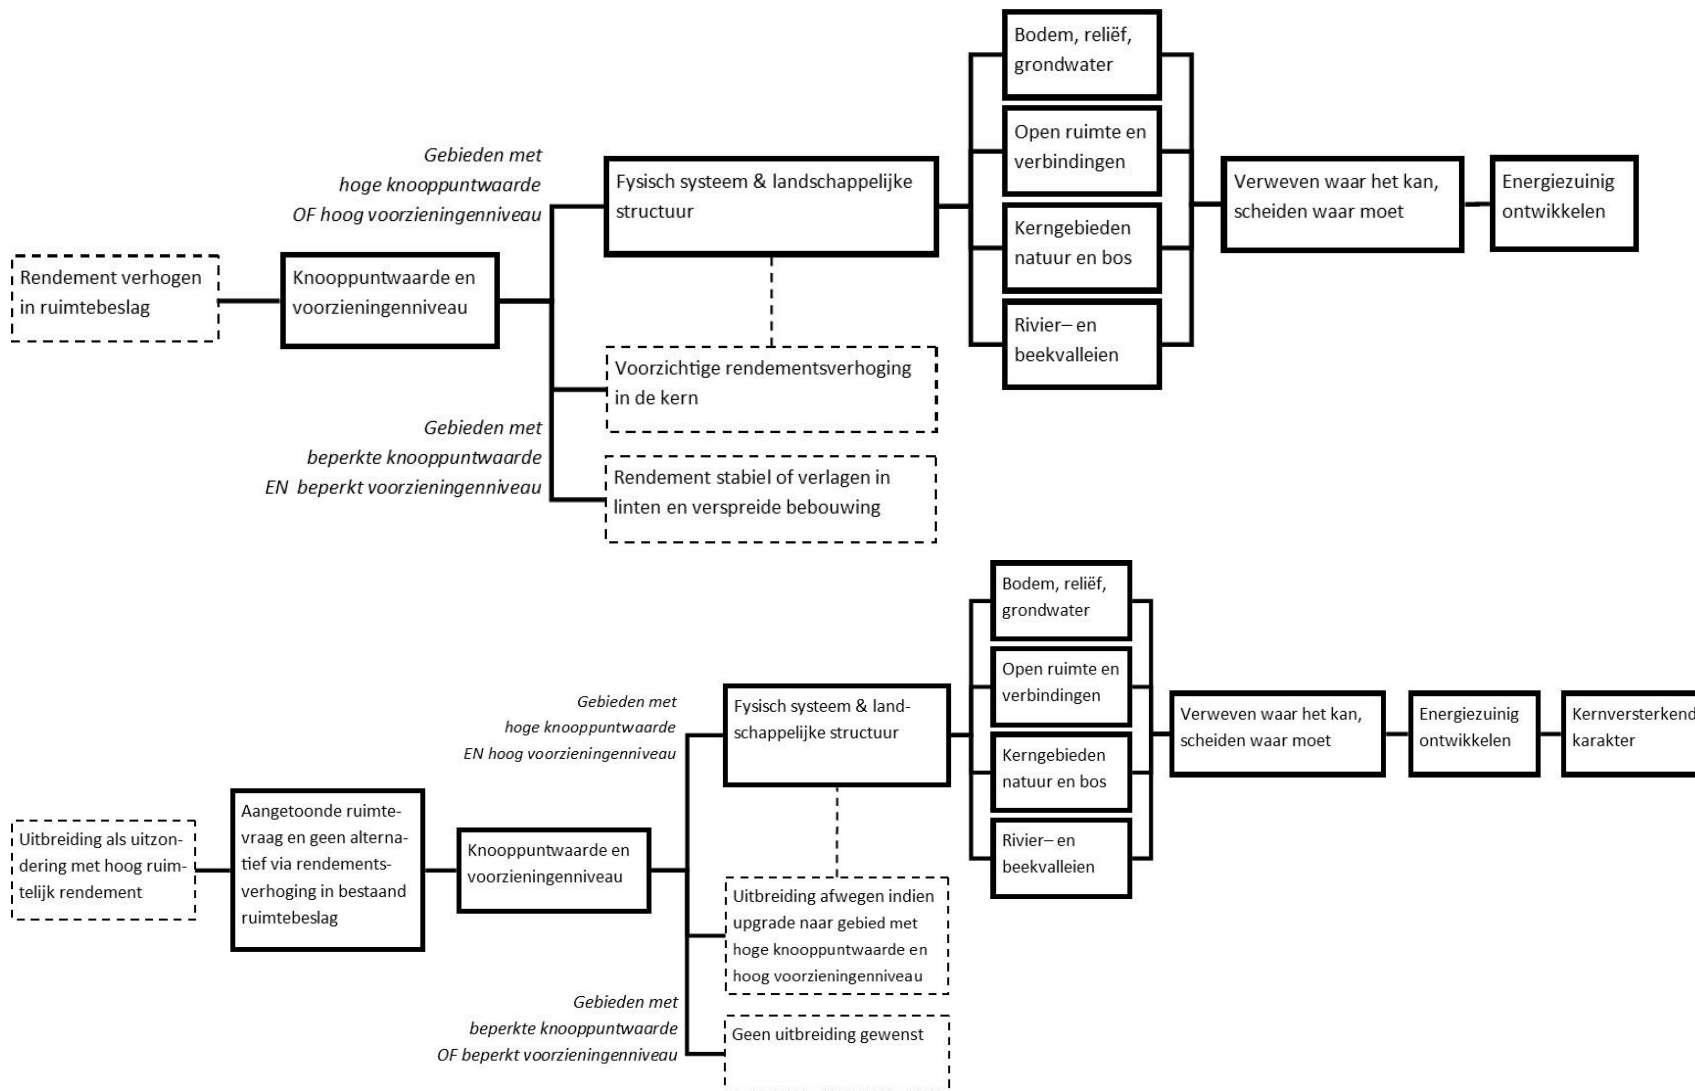 Gebieden met
hoge knooppuntwaarde
OF hoog voorzieningenniveau
Rendement verhogen
in ruimtebeslag
Knooppuntwaarde en
voorzieningenniveau
Gebieden met
beperkte knooppuntwaarde
EN  beperkt voorzieningenniveau
Fysisch systeem & landschappelijke
structuur
Voorzichtige rendementsverhoging
in de kern
Rendement stabiel of verlagen in
linten en verspreide bebouwing
Bodem, reliëf,
grondwater
Open ruimte en
verbindingen
Kerngebieden
natuur en bos
Rivier– en
beekvalleien
Verweven waar het kan,
scheiden waar moet
Energiezuinig
ontwikkelen
Uitbreiding als uitzon-
dering met hoog ruim-
telijk rendement
Aangetoonde ruimte-
vraag en geen alterna-
tief via rendements-
verhoging in bestaand
ruimtebeslag
Knooppuntwaarde en
voorzieningenniveau
Gebieden met
hoge knooppuntwaarde
EN hoog voorzieningenniveau
Gebieden met
beperkte knooppuntwaarde
OF beperkt voorzieningenniveau
Fysisch systeem & land-
schappelijke structuur
Uitbreiding afwegen indien
upgrade naar gebied met
hoge knooppuntwaarde en
hoog voorzieningenniveau
Geen uitbreiding gewenst
Bodem, reliëf,
grondwater
Open ruimte en
verbindingen
Kerngebieden
natuur en bos
Rivier– en
beekvalleien
Verweven waar het kan,
scheiden waar moet
Energiezuinig
ontwikkelen
Kernversterkend
karakter